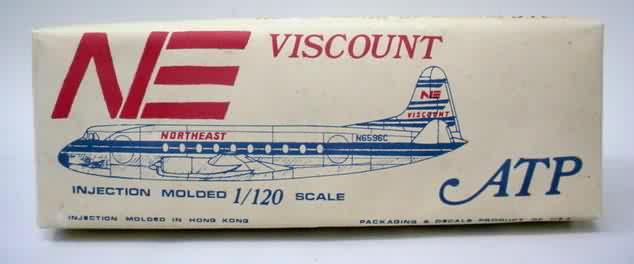 NE VISCOUNT
NE
VISCOUNT
NORTHEAST
N6596C
INJECTION MOLDED 1/120 SCALE
ATP
INJECTION MOLDED IN HONG KONG
PACKAGING & DECALS PRODUCT OF USA